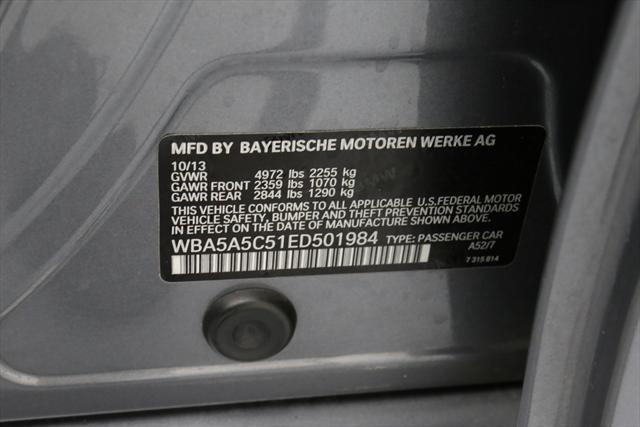 MFD BY BAYERISCHE MOTOREN WERKE AG
10/13
GVWR 4972 lbs 2255 kg
GAWR FRONT 2359 lbs 1070 kg
GAWR REAR 2844 lbs 1290 kg
THIS VEHICLE CONFORMS TO ALL APPLICABLE U.S.FEDERAL MOTOR
VEHICLE SAFETY, BUMPER AND THEFT PREVENTION STANDARDS
IN EFFECT ON THE DATE OF MANUFACTURE SHOWN ABOVE.
WBA5A5C51ED501984 TYPE: PASSENGER CAR
A52/7
7 315 814